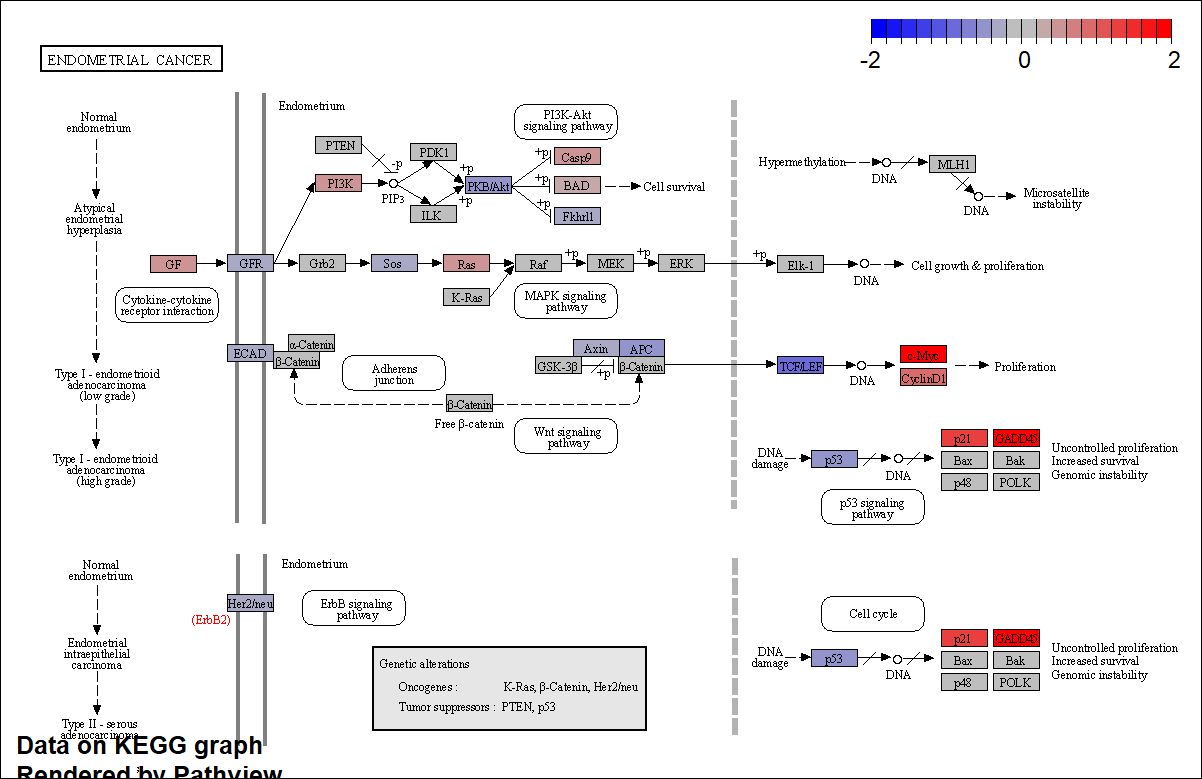 -2
0
2
ENDOMETRIAL CANCER
Normal
endometrium
Atypical
endometrial
hyperplasia
Type I - endometrioid
adenocarcinoma
(low grade)
Type I - endometrioid
adenocarcinoma
(high grade)
Endometrium
PI3K-Akt
signaling pathway
PTEN
-p
PDK1
+p
+p
Casp9
PI3K
PIP3
PKB/Akt
+p
BAD
Cell survival
ILK
+p
+p
Fkhrl1
Hypermethylation
DNA
MLH1
DNA
Microsatellite
instability
GF
GFR
Grb2
Sos
Ras
Raf
+p
MEK
+p
ERK
+p
Elk-1
DNA
Cell growth & proliferation
K-Ras
Cytokine-cytokine
receptor interaction
MAPK signaling
pathway
ECAD
α-Catenin
β-Catenin
Adherens
junction
Axin
APC
GSK-3β
+p
β-Catenin
TCF/LEF
DNA
c-Myc
CyclinD1
Proliferation
β-Catenin
Free β-catenin
Wnt signaling
pathway
DNA
damage
p53
DNA
p21
GADD45
Bax
Bak
p48
POLK
Uncontrolled proliferation
Increased survival
Genomic instability
p53 signaling
pathway
Normal
endometrium
Endometrial
intraepithelial
carcinoma
Type II - serous
adenocarcinoma
Endometrium
Her2/neu
(ErbB2)
ErbB signaling
pathway
Cell cycle
DNA
damage
p53
DNA
p21
GADD45
Bax
Bak
p48
POLK
Uncontrolled proliferation
Increased survival
Genomic instability
Genetic alterations
Oncogenes : K-Ras, β-Catenin, Her2/neu
Tumor suppressors : PTEN, p53
Data on KEGG graph
Rendered by Pathview